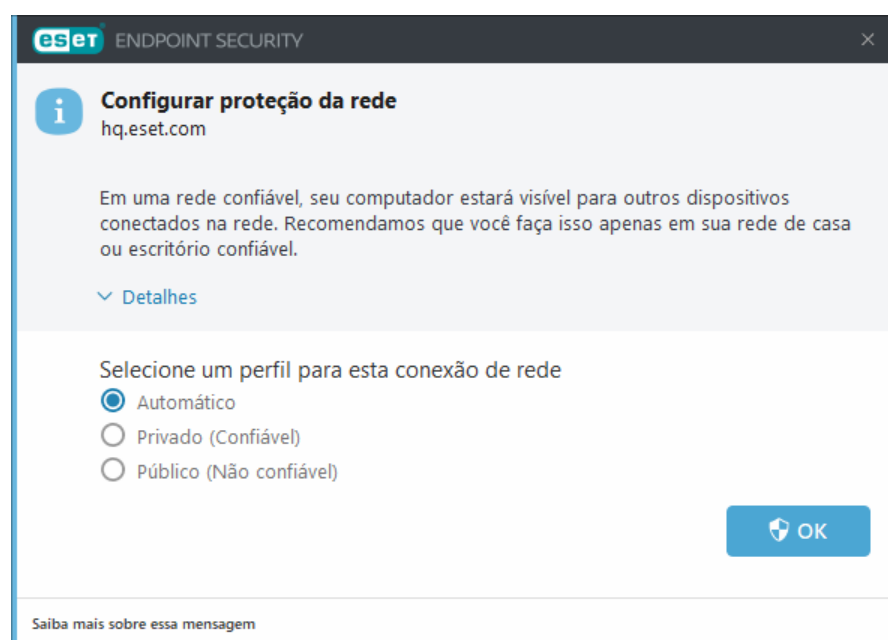 eset ENDPOINT SECURITY
Configurar proteção da rede
hq.eset.com
Em uma rede confiável, seu computador estará visível para outros dispositivos
conectados na rede. Recomendamos que você faça isso apenas em sua rede de casa
ou escritório confiável.
Detalhes
Selecione um perfil para esta conexão de rede
Automático
Privado (Confiável)
Público (Não confiável)
OK
Saiba mais sobre essa mensagem